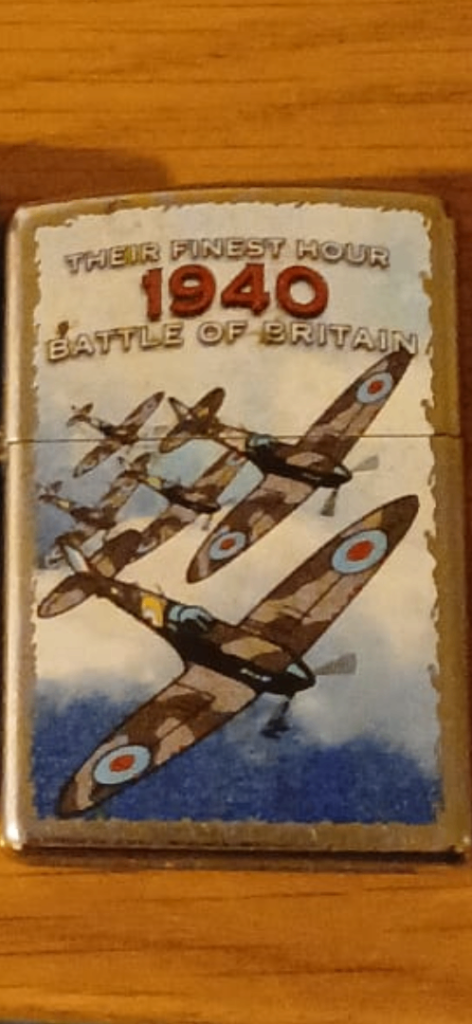 THEIR FINEST HOUR
1940
BATTLE OF BRITAIN